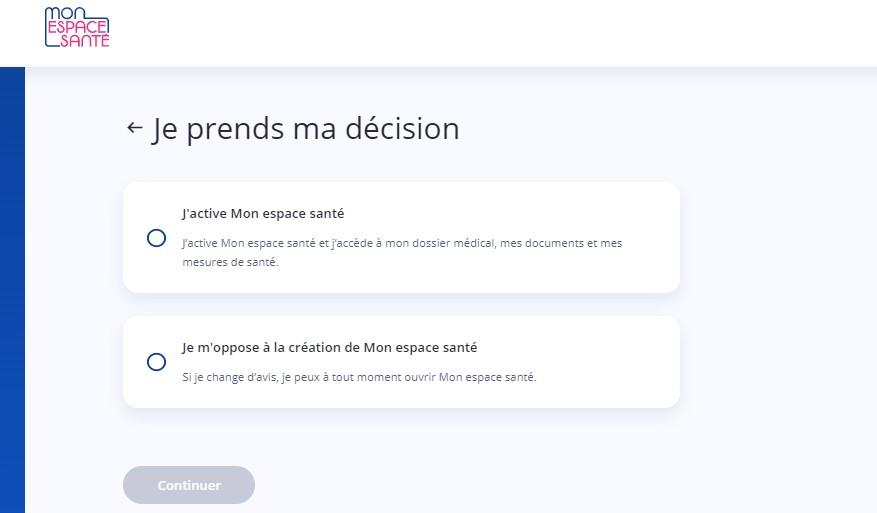 MON
ESPACE
SANTÉ
← Je prends ma décision
J'active Mon espace santé
J'active Mon espace santé et j'accède à mon dossier médical, mes documents et mes
mesures de santé.
Je m'oppose à la création de Mon espace santé
Si je change d'avis, je peux à tout moment ouvrir Mon espace santé.
Continuer